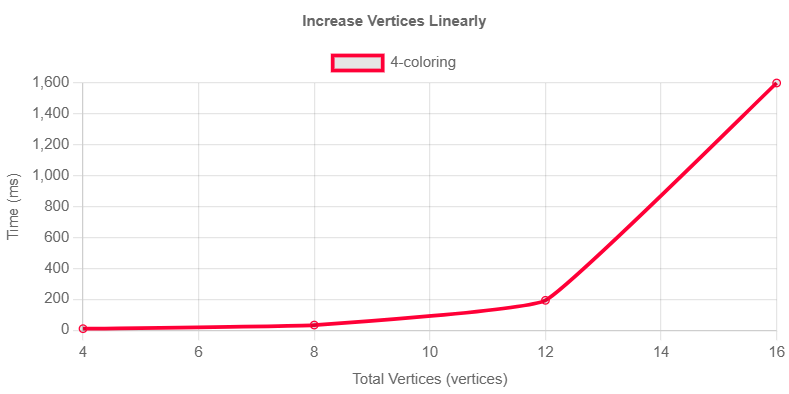 Increase Vertices Linearly
4-coloring
1,600
1,400
1,200
1,000
800
600
400
200
0
Time (ms)
4 6 8 10 12 14 16
Total Vertices (vertices)